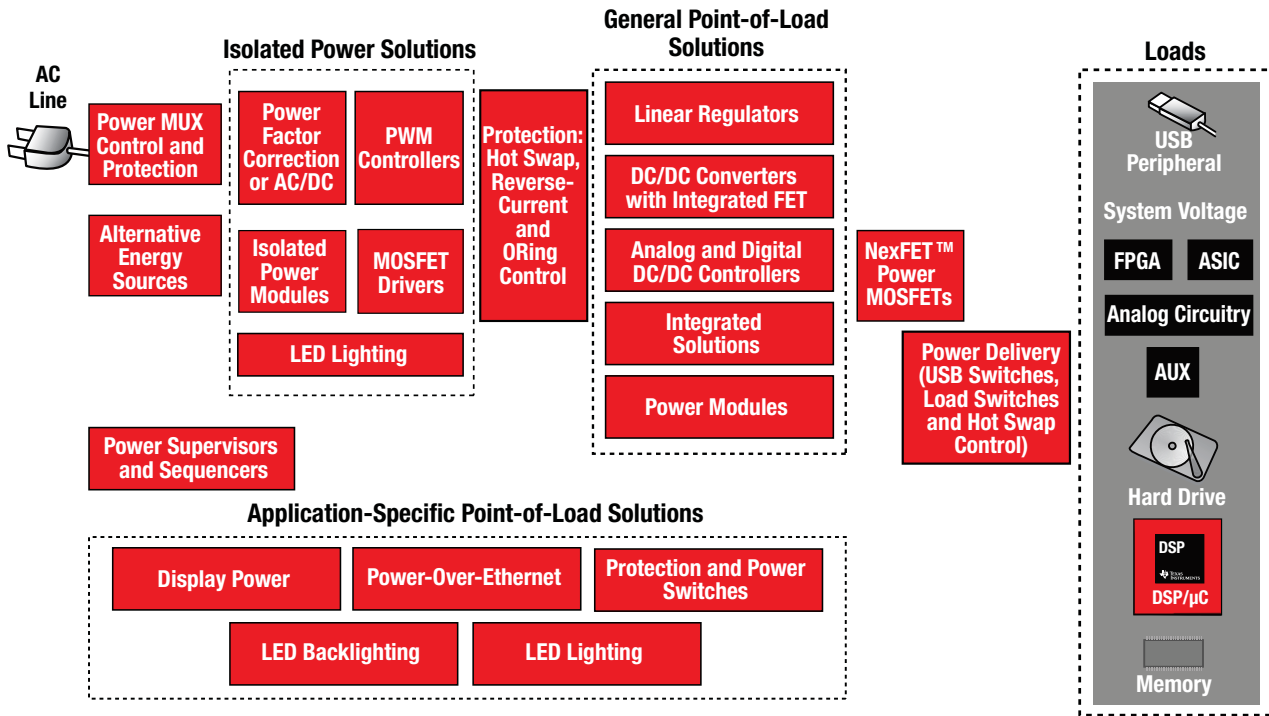 AC
Line
Power MUX
Control and
Protection
Alternative
Energy
Sources
Isolated Power Solutions
Power
Factor
Correction
or AC/DC
PWM
Controllers
Isolated
Power
Modules
MOSFET
Drivers
LED Lighting
Protection:
Hot Swap,
Reverse-
Current
and
ORing
Control
General Point-of-Load
Solutions
Linear Regulators
DC/DC Converters
with Integrated FET
Analog and Digital
DC/DC Controllers
Integrated
Solutions
Power Modules
NexFET™
Power
MOSFETs
Power Delivery
(USB Switches,
Load Switches
and Hot Swap
Control)
Power Supervisors
and Sequencers
Application-Specific Point-of-Load Solutions
Display Power
Power-Over-Ethernet
Protection and Power
Switches
LED Backlighting
LED Lighting
Loads
USB
Peripheral
System Voltage
FPGA
ASIC
Analog Circuitry
AUX
Hard Drive
DSP
TEXAS
INSTRUMENTS
DSP/µC
Memory